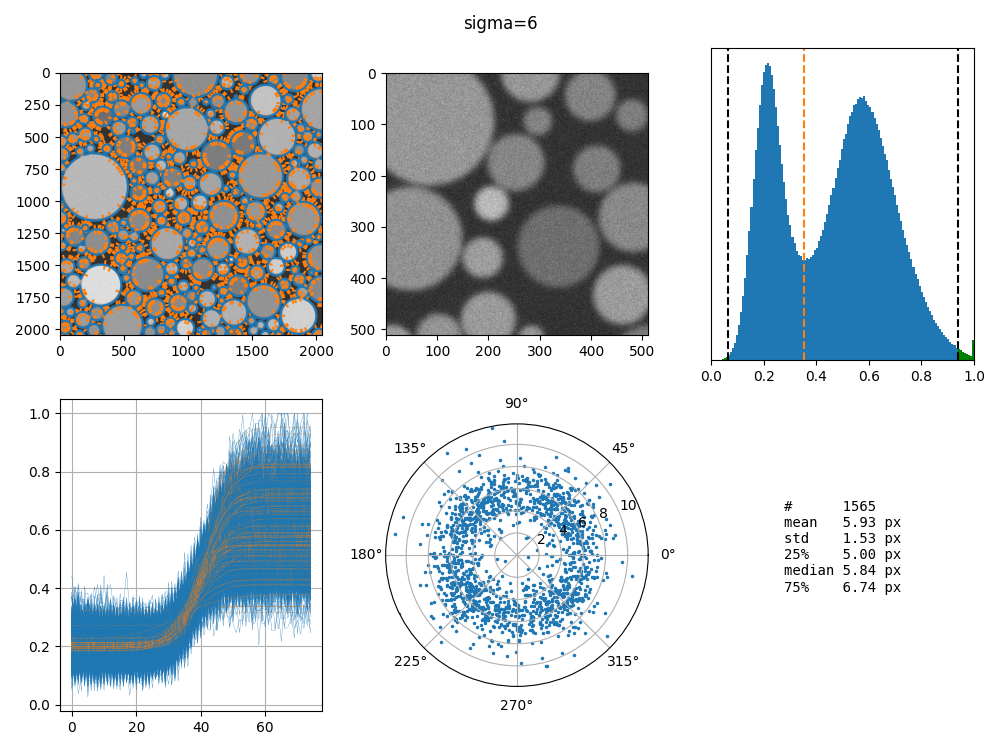 sigma=6
0
250
500
750
1000
1250
1500
1750
2000
0 500 1000 1500 2000
0
100
200
300
400
500
0 100 200 300 400 500
0.0 0.2 0.4 0.6 0.8 1.0
1.0
0.8
0.6
0.4
0.2
0.0
0 20 40 60
90°
135° 45°
180° 0°
225° 315°
270°
2 4 6 8 10
# 1565
mean 5.93 px
std 1.53 px
25% 5.00 px
median 5.84 px
75% 6.74 px